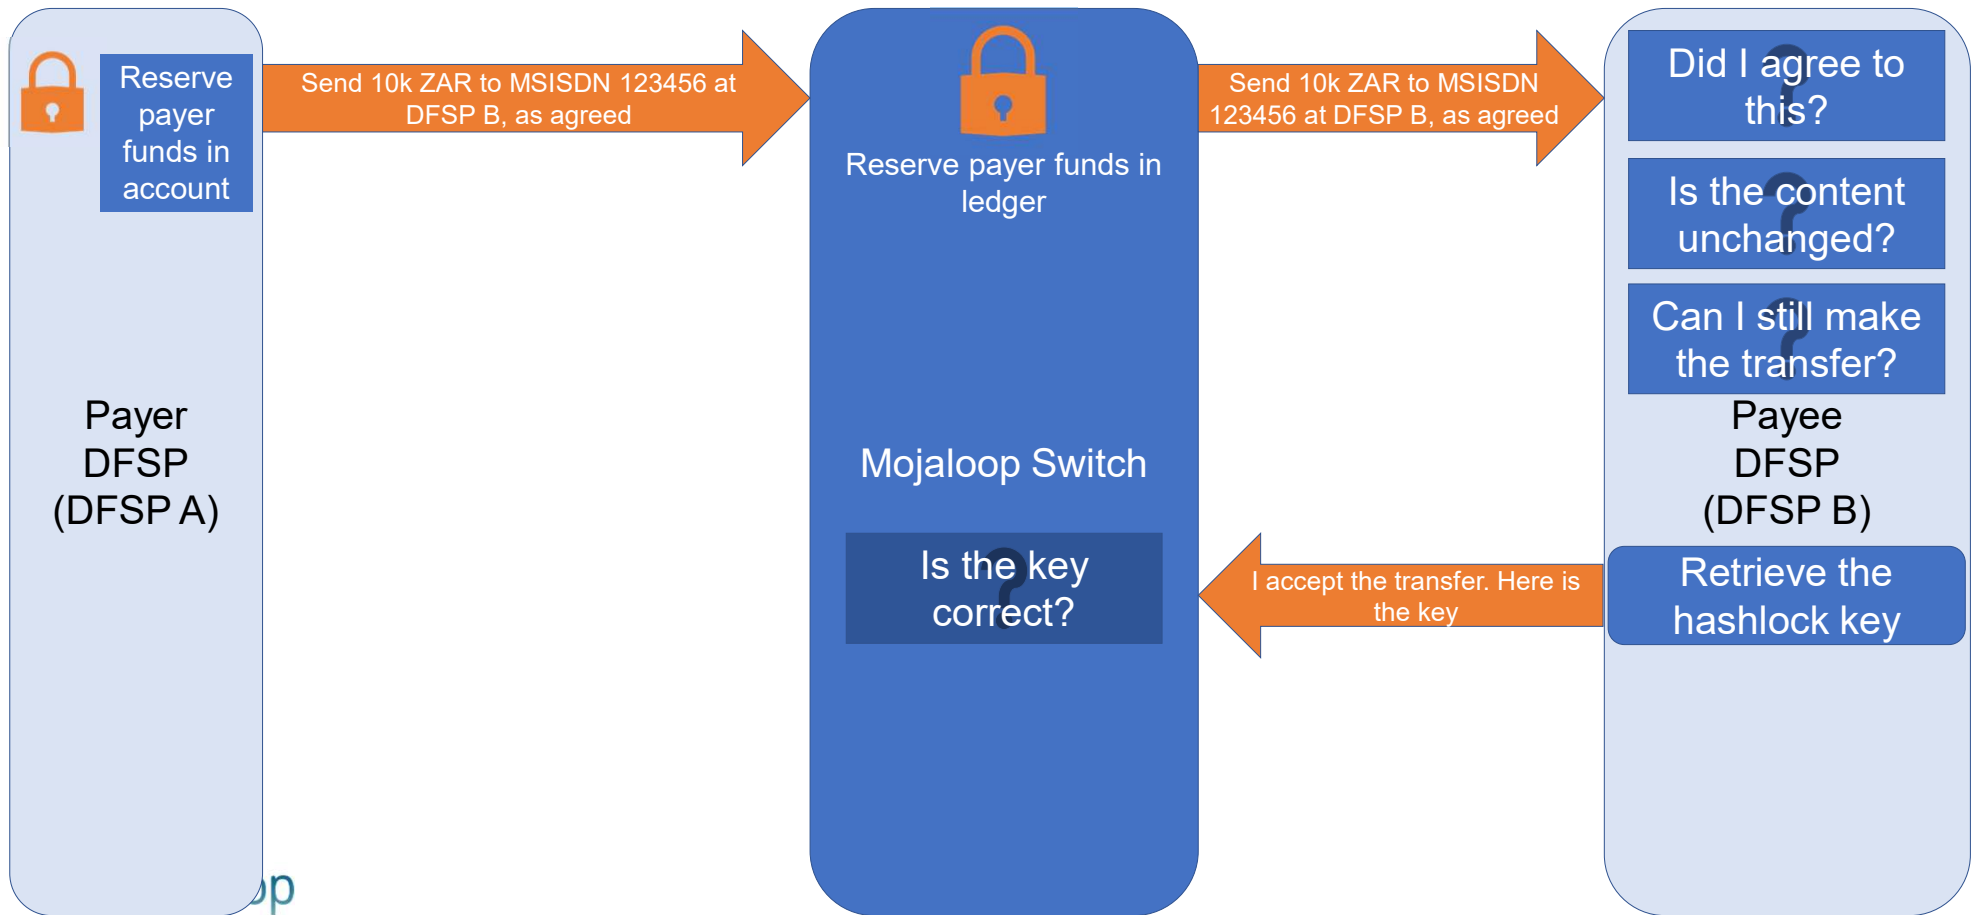 Reserve
payer
funds in
account
Send 10k ZAR to MSISDN 123456 at
DFSP B, as agreed
Reserve payer funds in
ledger
Send 10k ZAR to MSISDN
123456 at DFSP B, as agreed
Did I agree to
this?
Is the content
unchanged?
Can I still make
the transfer?
Payer
DFSP
(DFSP A)
Mojaloop Switch
Payee
DFSP
(DFSP B)
Is the key
correct?
I accept the transfer. Here is
the key
Retrieve the
hashlock key